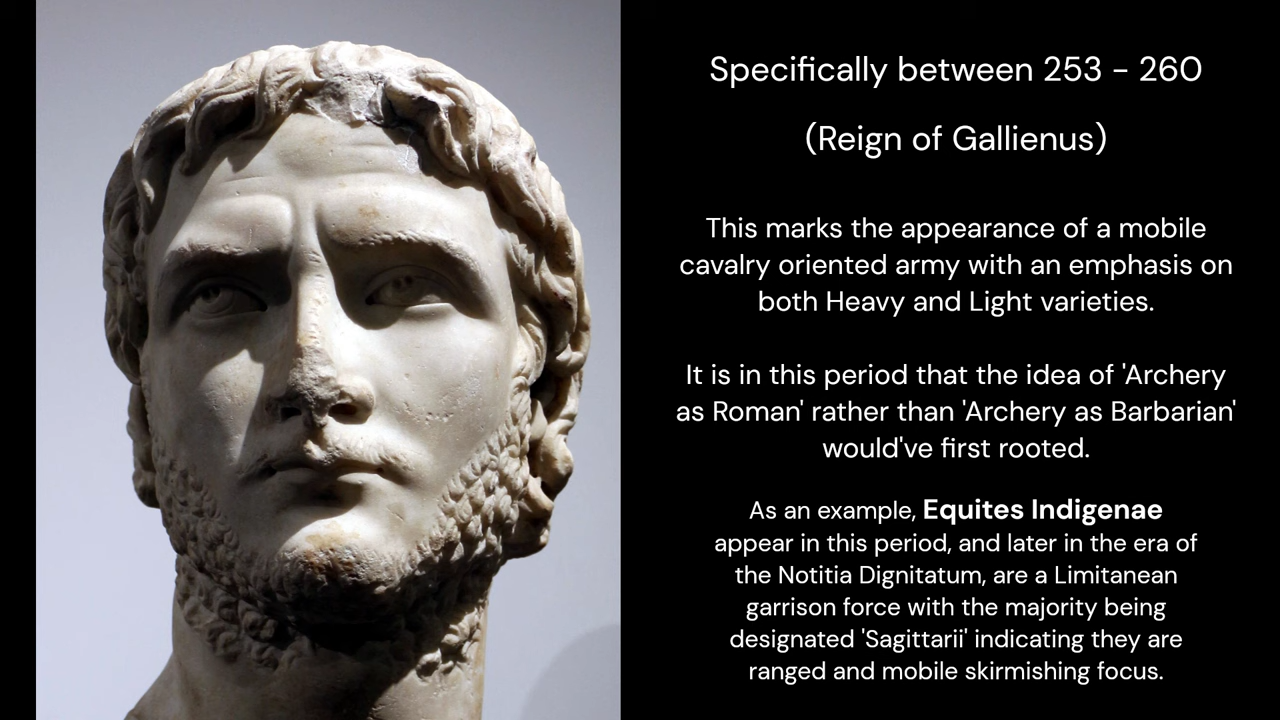 Specifically between 253 – 260
(Reign of Gallienus)
This marks the appearance of a mobile
cavalry oriented army with an emphasis on
both Heavy and Light varieties.
It is in this period that the idea of 'Archery
as Roman' rather than 'Archery as Barbarian'
would've first rooted.
As an example, Equites Indigenae
appear in this period, and later in the era of
the Notitia Dignitatum, are a Limitanean
garrison force with the majority being
designated 'Sagittarii' indicating they are
ranged and mobile skirmishing focus.